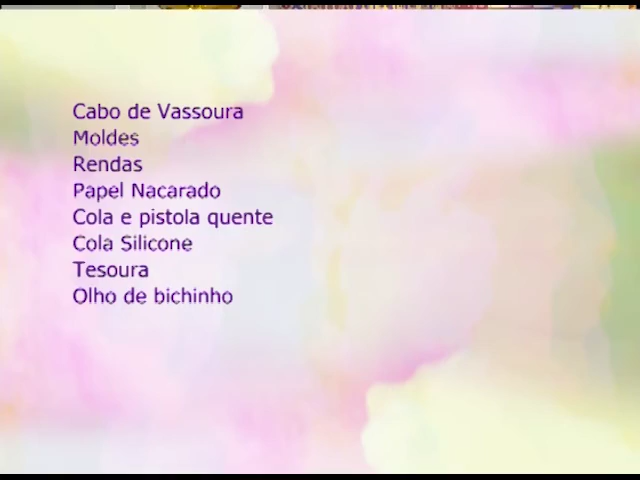 Cabo de Vassoura
Moldes
Rendas
Papel Nacarado
Cola e pistola quente
Cola Silicone
Tesoura
Olho de bichinho